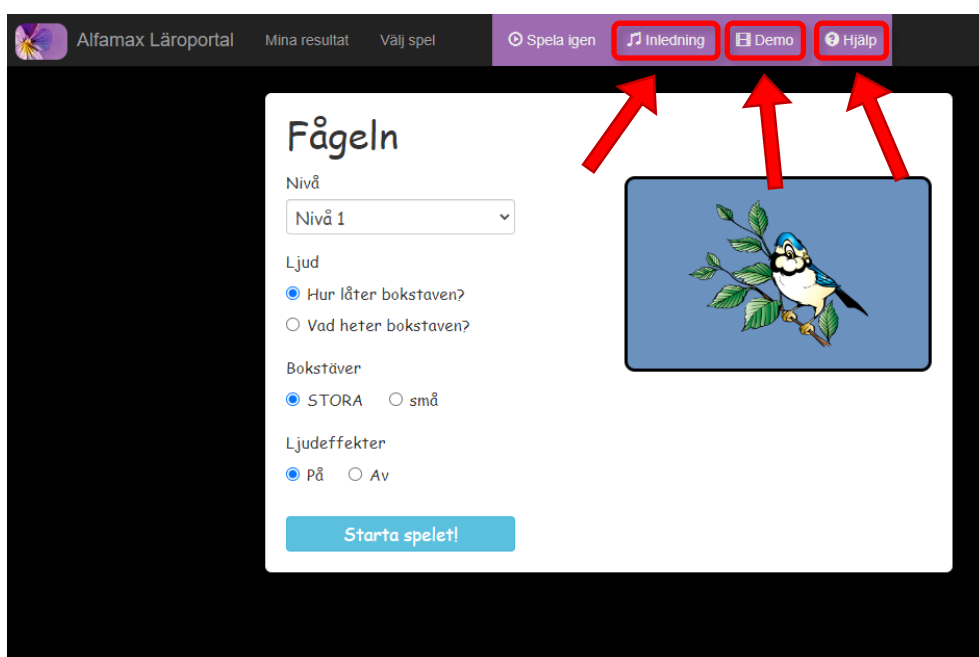 Alfamax Läroportal Mina resultat Välj spel Spela igen Inledning Demo Hjälp
Fågeln
Nivå
Nivå 1
Ljud
Hur låter bokstaven?
Vad heter bokstaven?
Bokstäver
STORA små
Ljudeffekter
På Av
Starta spelet!